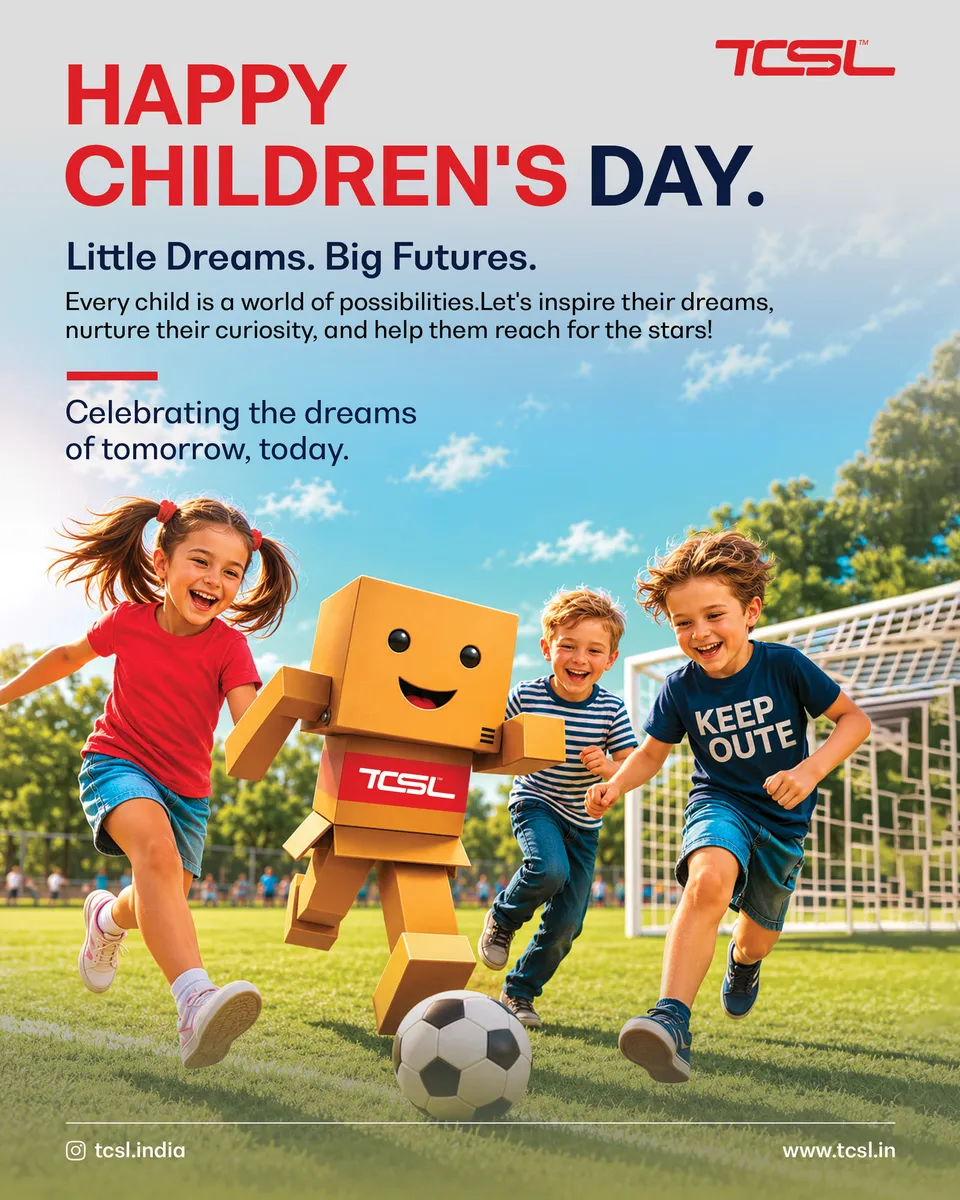 TCSL™
HAPPY
CHILDREN'S DAY.
Little Dreams. Big Futures.
Every child is a world of possibilities.Let's inspire their dreams,
nurture their curiosity, and help them reach for the stars!
Celebrating the dreams
of tomorrow, today.
KEEP
OUTE
TCSL
tcsl.india
www.tcsl.in